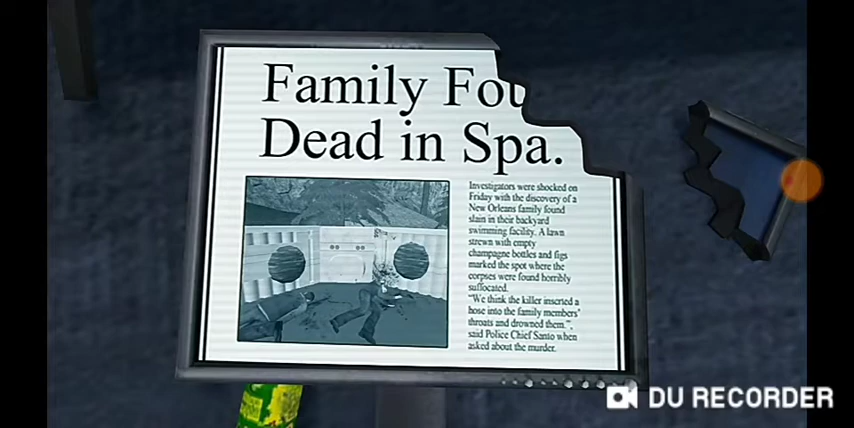 Family Fou
Dead in Spa.
Investigators were shocked on
Friday with the discovery of a
New Orleans family found
slain in their backyard
swimming facility. A lawn
strewn with empty
champagne bottles and figs
marked the spot where the
corpses were found horribly
suffocated.
"We think the killer inserted a
hose into the family members'
throats and drowned them.",
said Police Chief Santo when
asked about the murder.
DU RECORDER